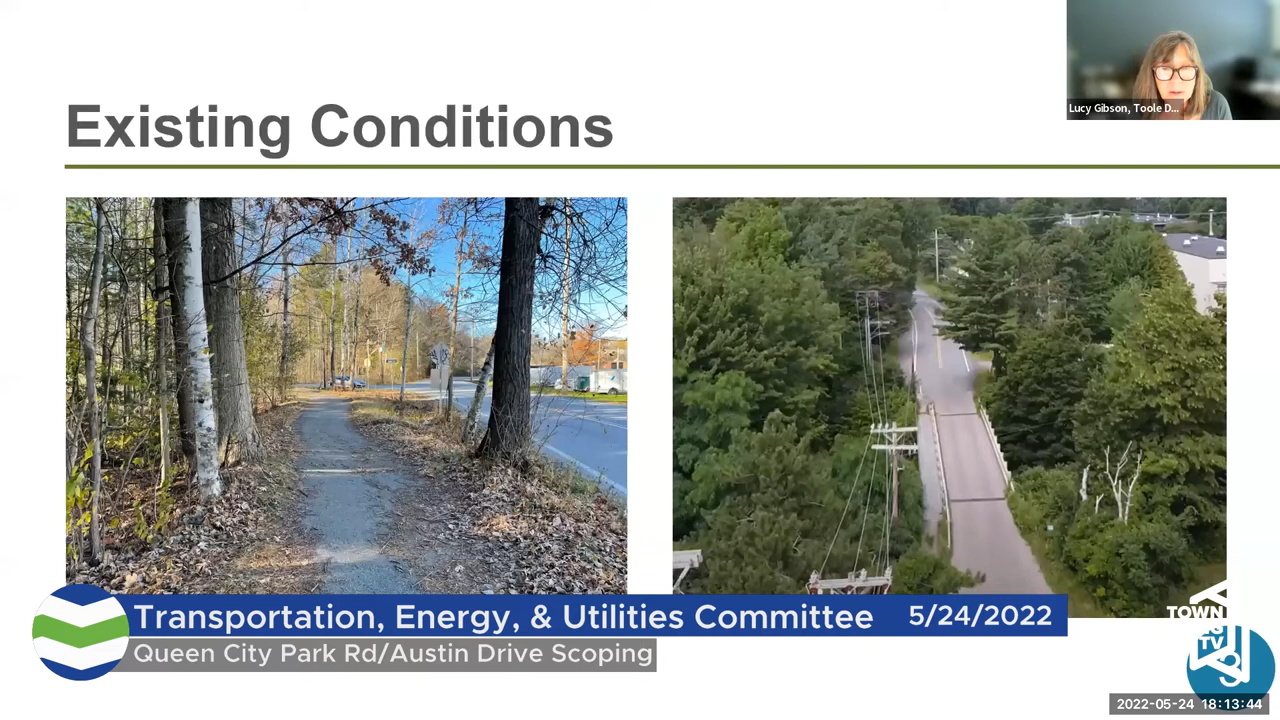 Lucy Gibson, Toole D...
Existing Conditions
Transportation, Energy, & Utilities Committee 5/24/2022
Queen City Park Rd/Austin Drive Scoping
TOWN
TV
2022-05-24 18:13:44